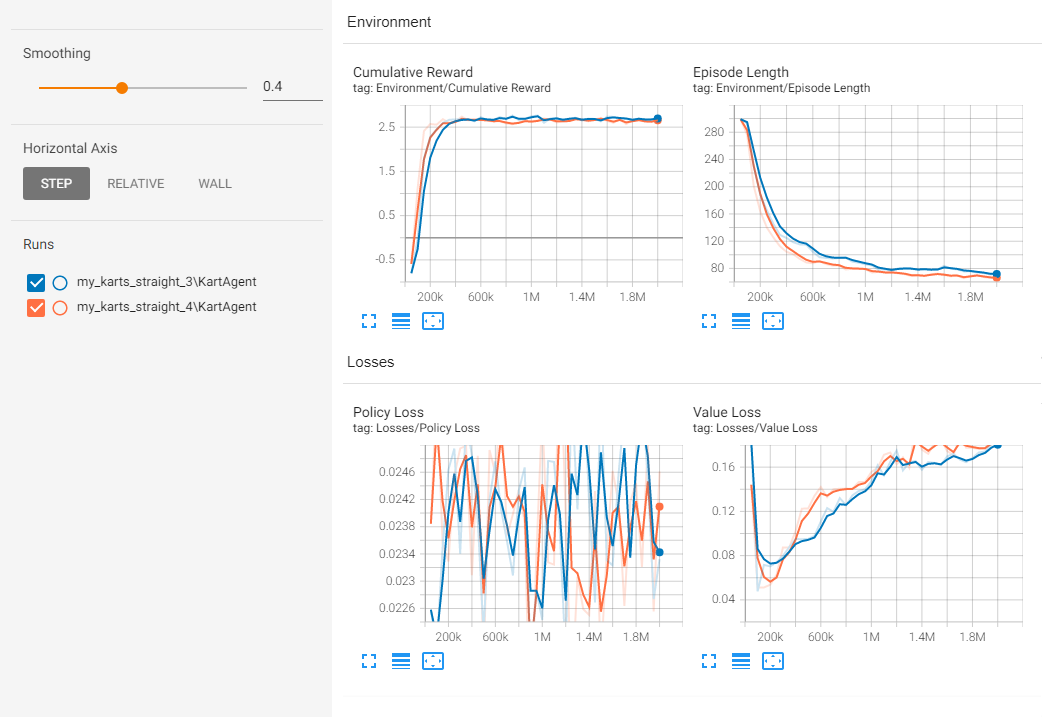 Smoothing
0.4
Horizontal Axis
STEP RELATIVE WALL
Runs
my_karts_straight_3\KartAgent
my_karts_straight_4\KartAgent
Environment
Cumulative Reward
tag: Environment/Cumulative Reward
2.5
1.5
0.5
-0.5
200k 600k 1M 1.4M 1.8M
Episode Length
tag: Environment/Episode Length
280
240
200
160
120
80
200k 600k 1M 1.4M 1.8M
Losses
Policy Loss
tag: Losses/Policy Loss
0.0246
0.0242
0.0238
0.0234
0.023
0.0226
200k 600k 1M 1.4M 1.8M
Value Loss
tag: Losses/Value Loss
0.16
0.12
0.08
0.04
200k 600k 1M 1.4M 1.8M